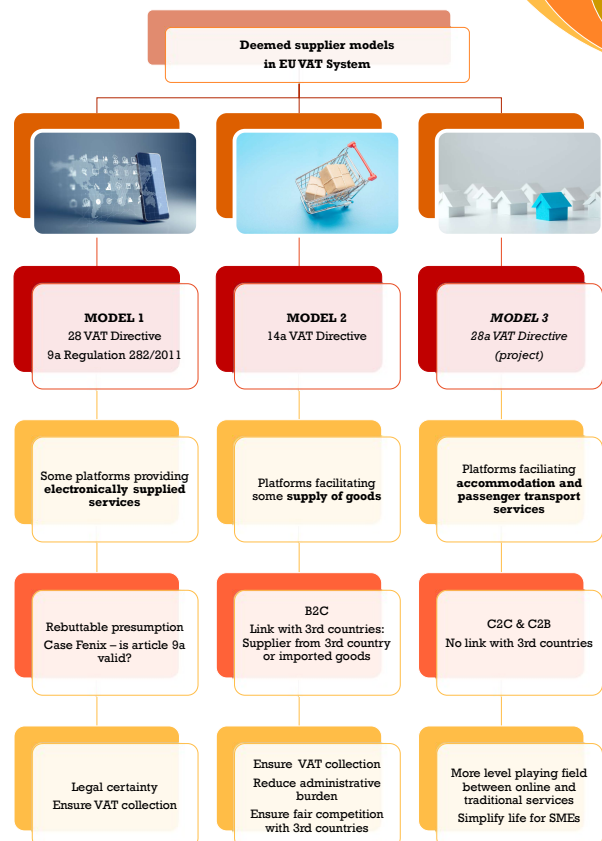 Deemed supplier models
in EU VAT System
MODEL 1
28 VAT Directive
9a Regulation 282/2011
MODEL 2
14a VAT Directive
MODEL 3
28a VAT Directive
(project)
Some platforms providing
electronically supplied
services
Platforms facilitating
some supply of goods
Platforms faciliating
accommodation and
passenger transport
services
Rebuttable presumption
Case Fenix – is article 9a
valid?
B2C
Link with 3rd countries:
Supplier from 3rd country
or imported goods
C2C & C2B
No link with 3rd countries
Legal certainty
Ensure VAT collection
Ensure VAT collection
Reduce administrative
burden
Ensure fair competition
with 3rd countries
More level playing field
between online and
traditional services
Simplify life for SMEs